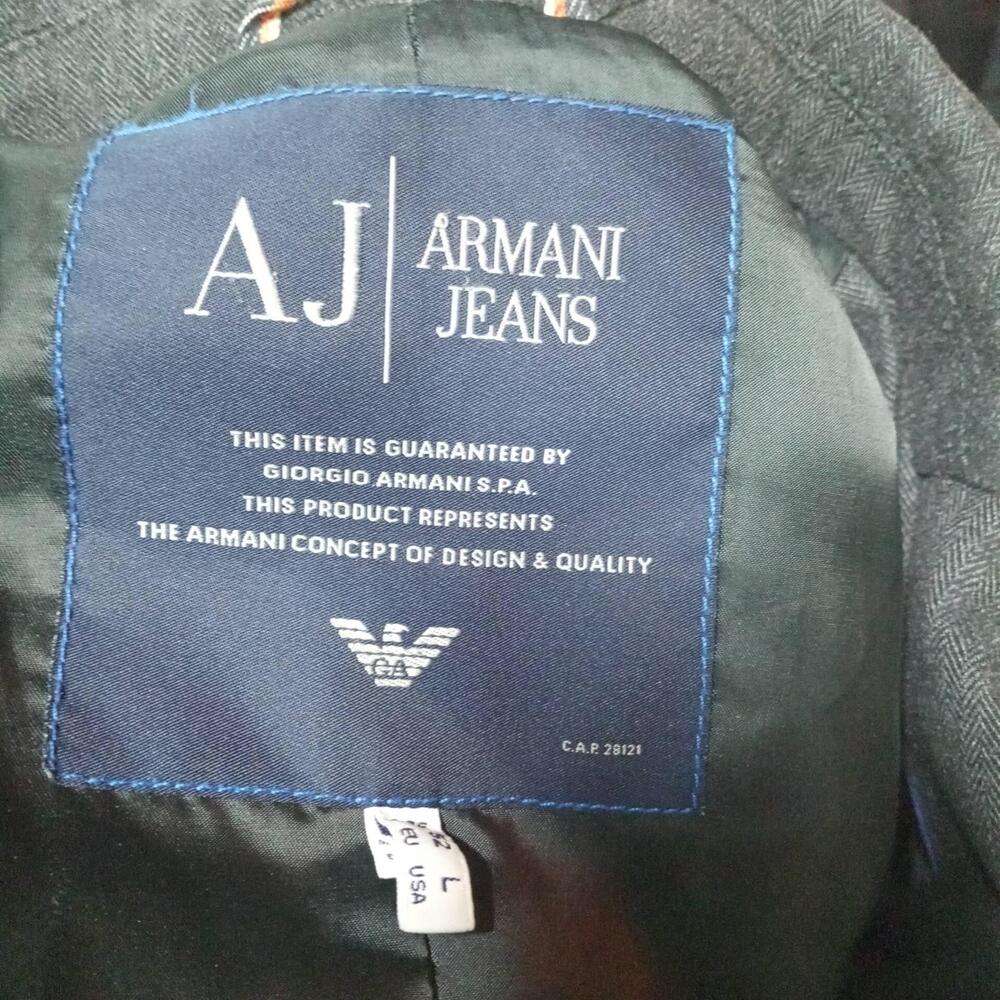 AJ
ARMANI
JEANS
THIS ITEM IS GUARANTEED BY
GIORGIO ARMANI S.P.A.
THIS PRODUCT REPRESENTS
THE ARMANI CONCEPT OF DESIGN & QUALITY
GA
C.A.P. 28121
52 L
EU USA